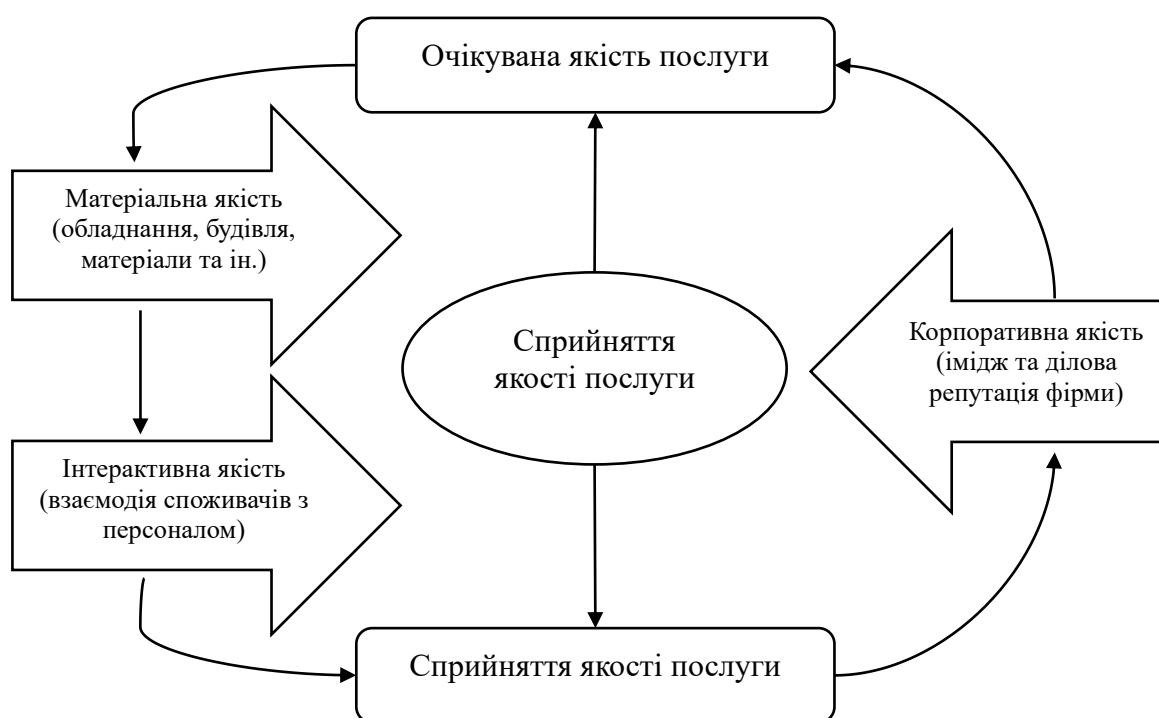 Очікувана якість послуги
Матеріальна якість
(обладнання, будівля,
матеріали та ін.)
Сприйняття
якості послуги
Корпоративна якість
(імідж та ділова
репутація фірми)
Інтерактивна якість
(взаємодія споживачів з
персоналом)
Сприйняття якості послуги